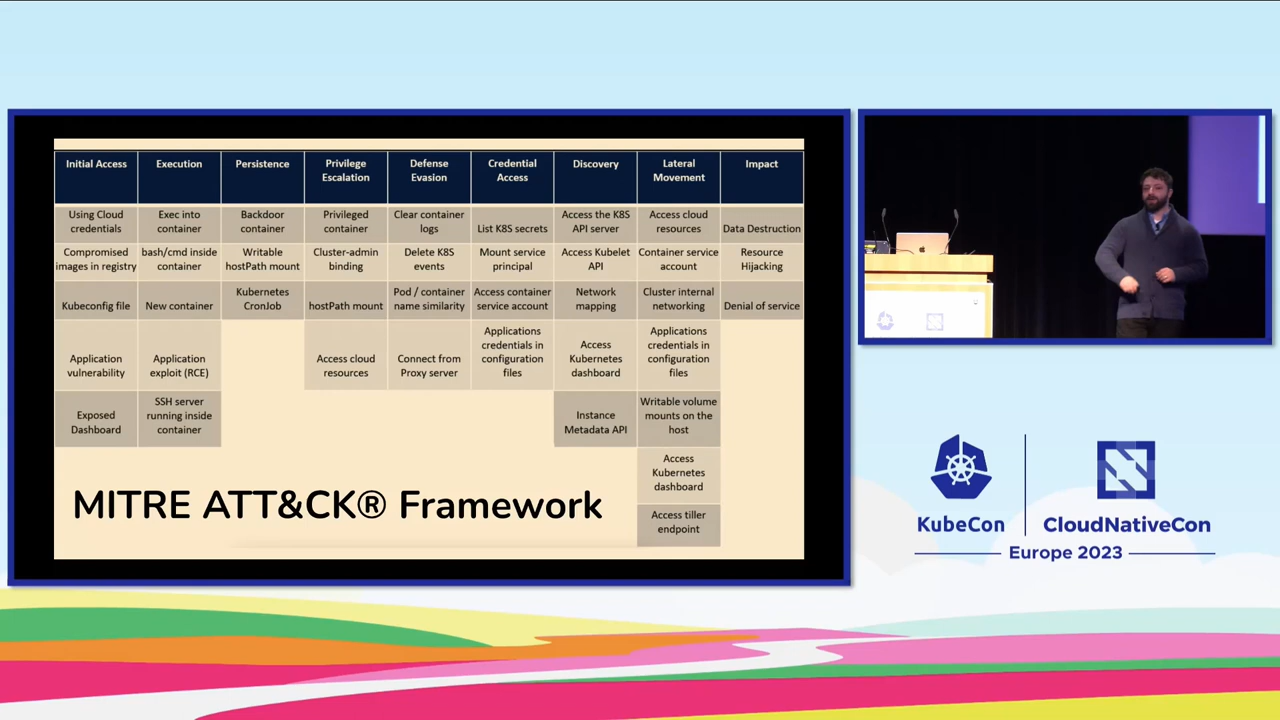 Initial Access
Execution
Persistence
Privilege
Escalation
Defense
Evasion
Credential
Access
Discovery
Lateral
Movement
Impact
Using Cloud
credentials
Exec into
container
Backdoor
container
Privileged
container
Clear container
logs
List K8S secrets
Access the K8S
API server
Access cloud
resources
Data Destruction
Compromised
images in registry
bash/cmd inside
container
Writable
hostPath mount
Cluster-admin
binding
Delete K8S
events
Mount service
principal
Access Kubelet
API
Container service
account
Resource
Hijacking
Kubeconfig file
New container
Kubernetes
CronJob
hostPath mount
Pod / container
name similarity
Access container
service account
Network
mapping
Cluster internal
networking
Denial of service
Application
vulnerability
Application
exploit (RCE)
Access cloud
resources
Connect from
Proxy server
Applications
credentials in
configuration
files
Access
Kubernetes
dashboard
Applications
credentials in
configuration
files
Exposed
Dashboard
SSH server
running inside
container
Instance
Metadata API
Writable volume
mounts on the
host
Access
Kubernetes
dashboard
Access tiller
endpoint
MITRE ATT&CK® Framework
KubeCon
CloudNativeCon
Europe 2023